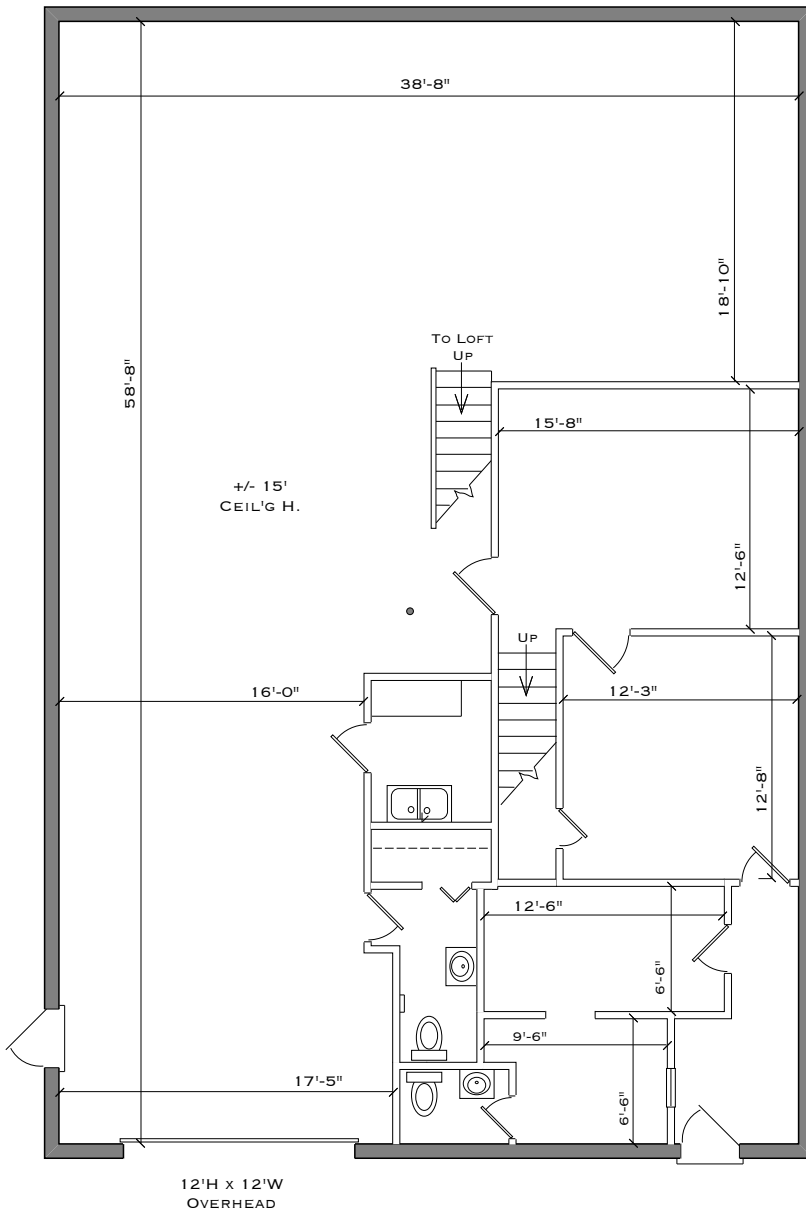 38'-8"
18'-10"
58'-8"
To Loft
Up
15'-8"
+/- 15'
Ceil'g H.
12'-6"
Up
16'-0"
12'-3"
12'-8"
12'-6"
6'-6"
9'-6"
17'-5"
6'-6"
12'H x 12'W
Overhead